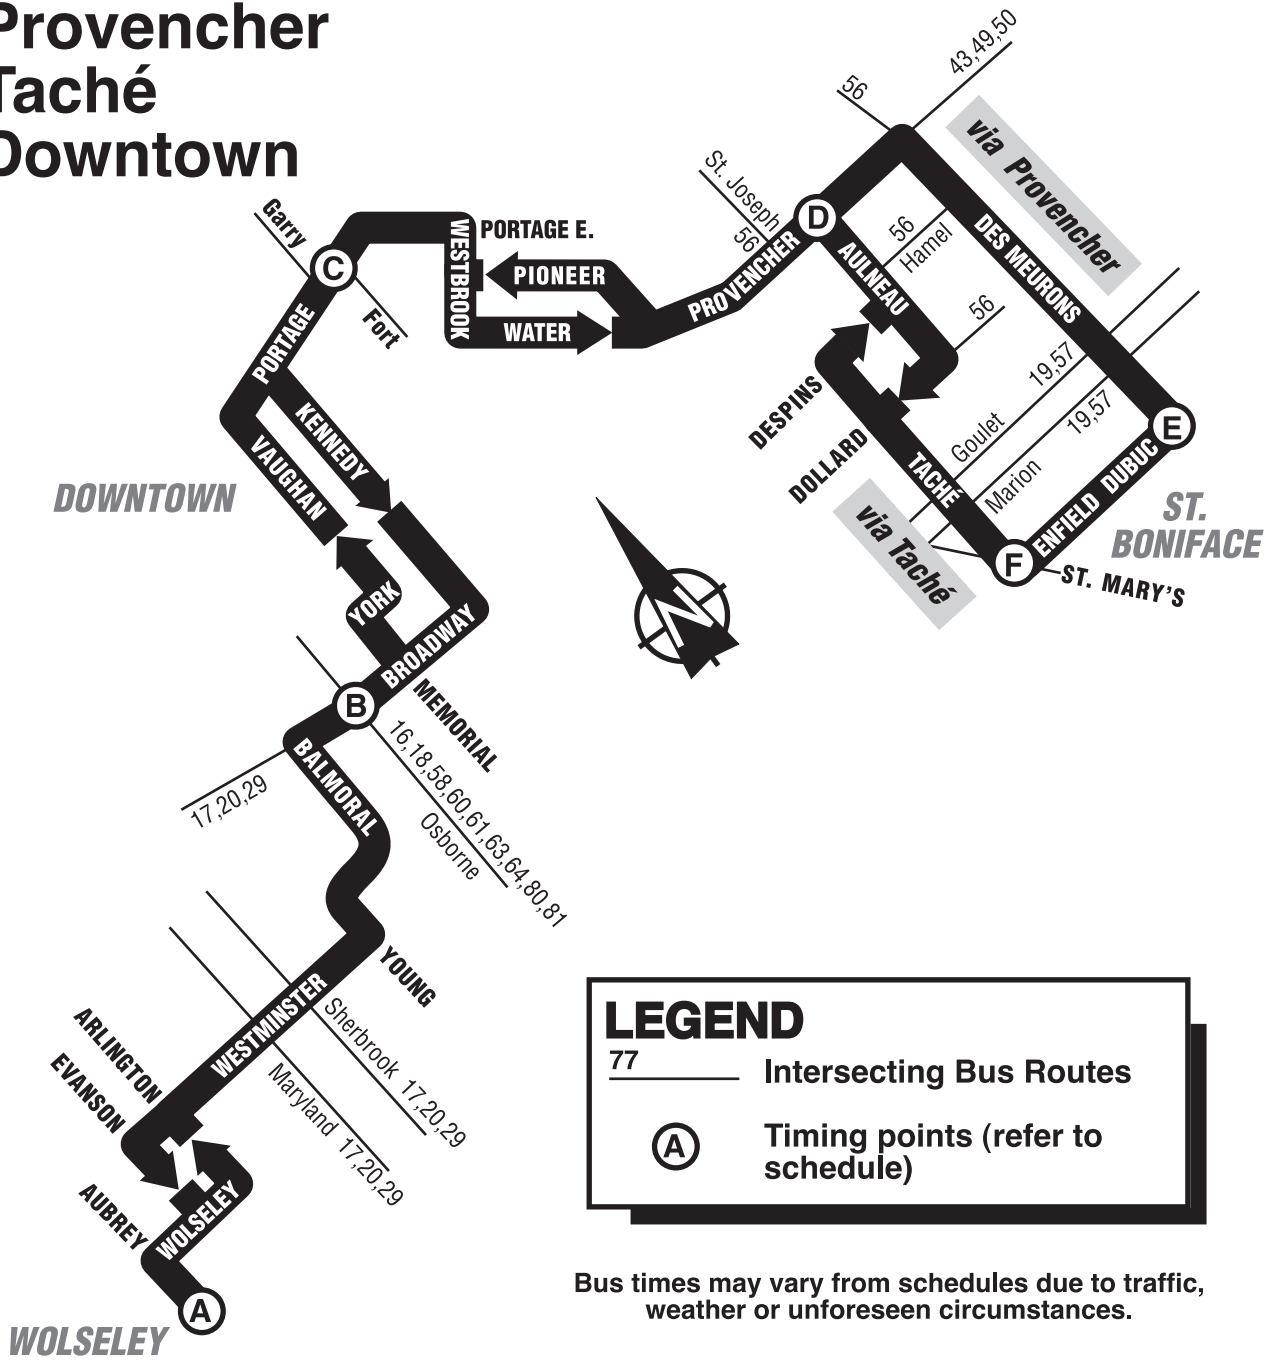 Provencher
Taché
Downtown
43,49,50
56
via Provencher
St. Joseph
56
D
Garry
PORTAGE E.
WESTBROOK
PIONEER
WATER
PROVENCHER
AULNEAU
56
Hamel
DES MEURONS
C
Fort
PORTAGE
56
19,57
19,57
Goulet
Marion
DESPINS
DOLLARD
TACHÉ
E
DUBUC
ENFIELD
KENNEDY
VAUGHAN
DOWNTOWN
ST.
BONIFACE
via Taché
F
ST. MARY'S
YORK
BROADWAY
N
B
MEMORIAL
16,18,58,60,61,63,64,80,81
Osborne
BALMORAL
17,20,29
YOUNG
WESTMINSTER
Sherbrook 17,20,29
Maryland 17,20,29
ARLINGTON
EVANSON
AUBREY
WOLSELEY
A
WOLSELEY
LEGEND
77
Intersecting Bus Routes
A
Timing points (refer to
schedule)
Bus times may vary from schedules due to traffic,
weather or unforeseen circumstances.